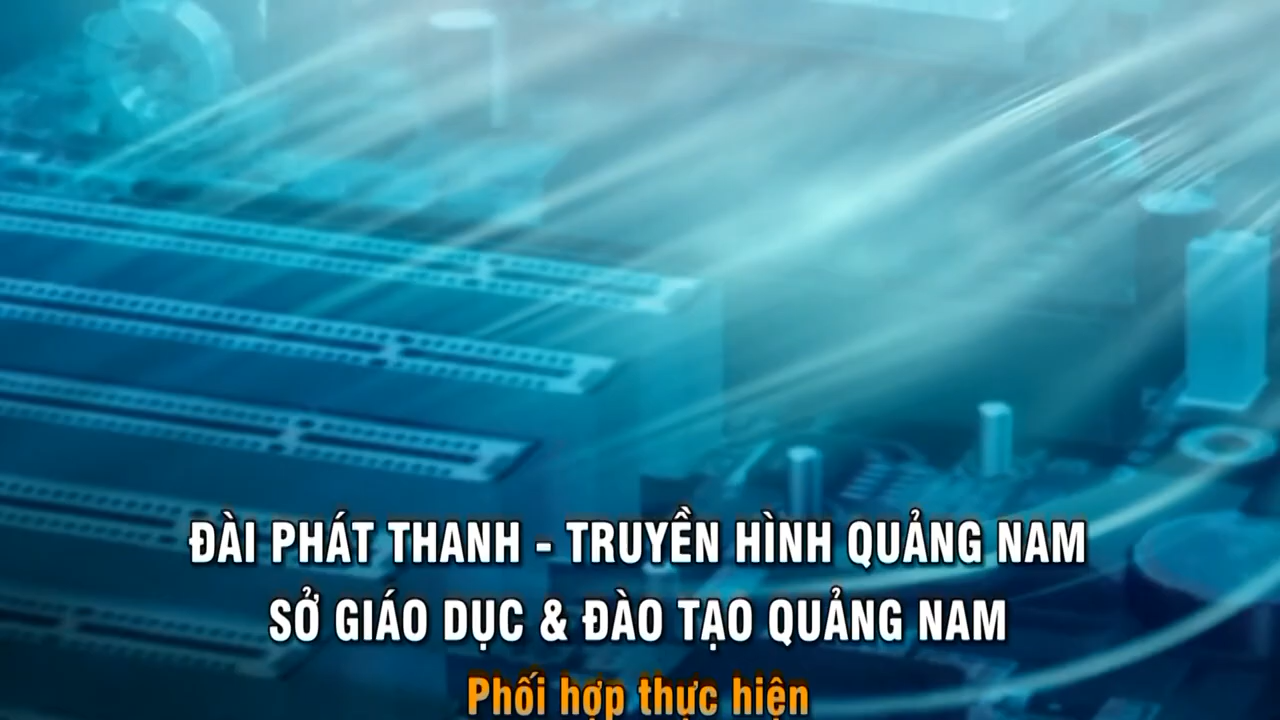 ĐÀI PHÁT THANH - TRUYỀN HÌNH QUẢNG NAM
SỞ GIÁO DỤC & ĐÀO TẠO QUẢNG NAM
Phối hợp thực hiện